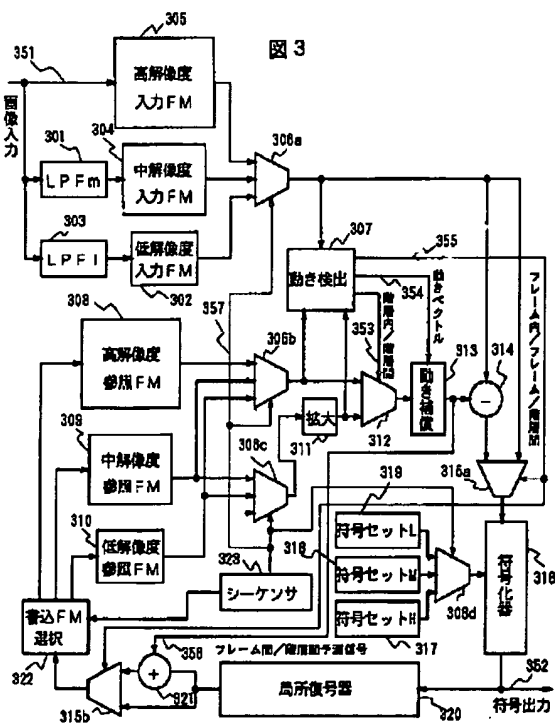 図3
351
305
高解像度
入力FM
画像入力
301
LPFm
304
中解像度
入力FM
306a
303
LPFl
低解像度
入力FM
302
307
動き検出
355
354
動きベクトル
353
階層内/階層間
フレーム内/フレーム/階層間
308
高解像度
参照FM
357
306b
313
動き補償
314
−
309
中解像度
参照FM
拡大
311
312
306c
315a
310
低解像度
参照FM
319
符号セットL
318
符号セットM
符号セットH
317
306d
符号化器
316
323
シーケンサ
書込FM
選択
322
356
フレーム間/階層間予測信号
+
321
315b
局所復号器
320
352
符号出力